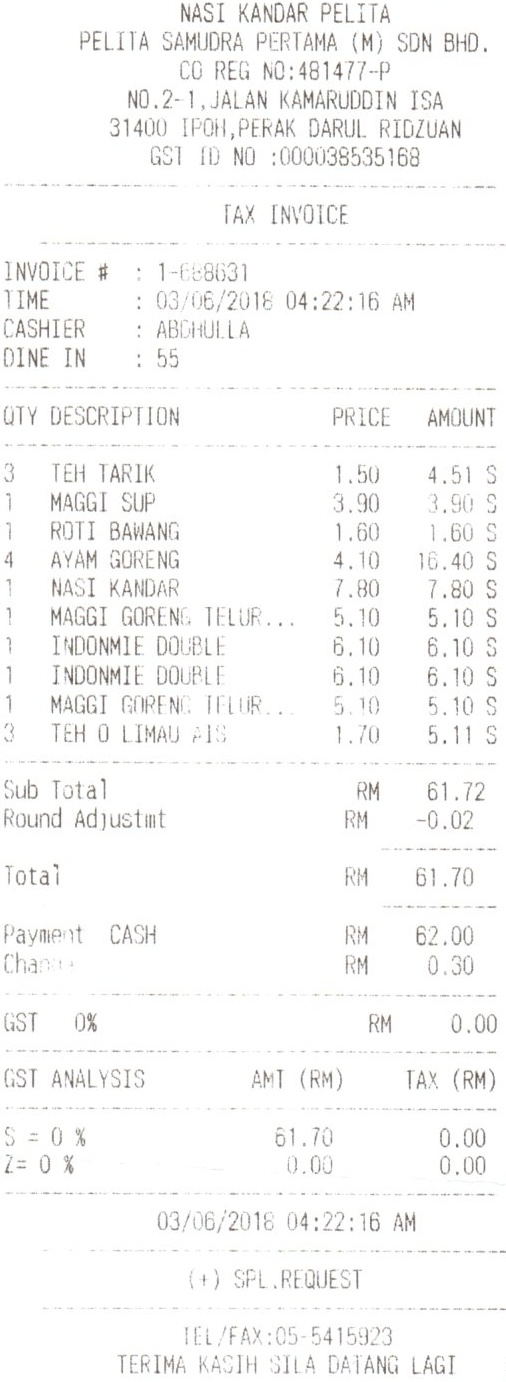 NASI KANDAR PELITA
PELITA SAMUDRA PERTAMA (M) SDN BHD.
CO REG NO:481477-P
NO.2-1,JALAN KAMARUDDIN ISA
31400 IPOH,PERAK DARUL RIDZUAN
GST ID NO :000038535168
TAX INVOICE
INVOICE # : 1-688631
TIME : 03/06/2018 04:22:16 AM
CASHIER : ABDHULLA
DINE IN : 55
QTY DESCRIPTION PRICE AMOUNT
3 TEH TARIK 1.50 4.51 S
1 MAGGI SUP 3.90 3.90 S
1 ROTI BAWANG 1.60 1.60 S
4 AYAM GORENG 4.10 16.40 S
1 NASI KANDAR 7.80 7.80 S
1 MAGGI GORENG TELUR... 5.10 5.10 S
1 INDONMIE DOUBLE 6.10 6.10 S
1 INDONMIE DOUBLE 6.10 6.10 S
1 MAGGI GORENG TELUR... 5.10 5.10 S
3 TEH O LIMAU AIS 1.70 5.11 S
Sub Total RM 61.72
Round Adjustmt RM -0.02
Total RM 61.70
Payment CASH RM 62.00
Change RM 0.30
GST 0% RM 0.00
GST ANALYSIS AMT (RM) TAX (RM)
S = 0 % 61.70 0.00
Z= 0 % 0.00 0.00
03/06/2018 04:22:16 AM
(+) SPL.REQUEST
TEL/FAX:05-5415923
TERIMA KASIH SILA DATANG LAGI